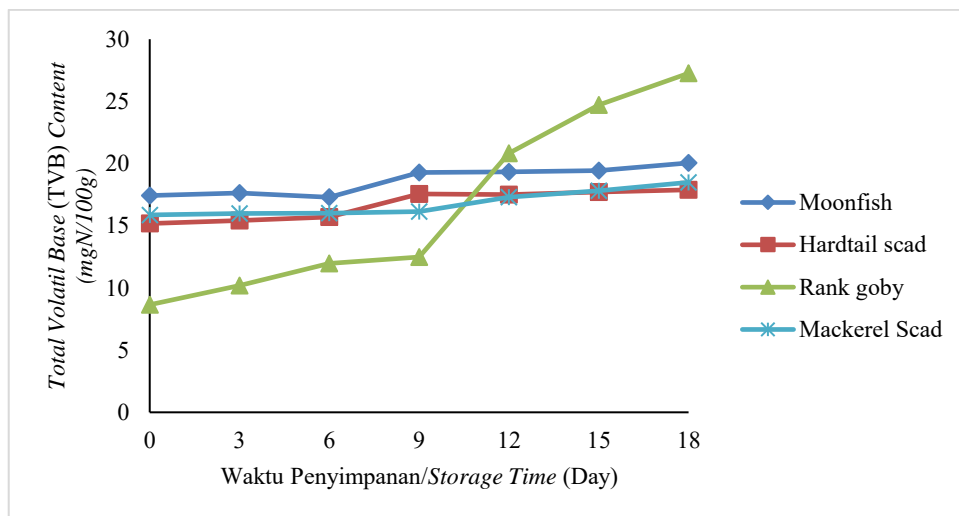 Total Volatil Base (TVB) Content
(mgN/100g)
30
25
20
15
10
5
0
0 3 6 9 12 15 18
Waktu Penyimpanan/Storage Time (Day)
Moonfish
Hardtail scad
Rank goby
Mackerel Scad